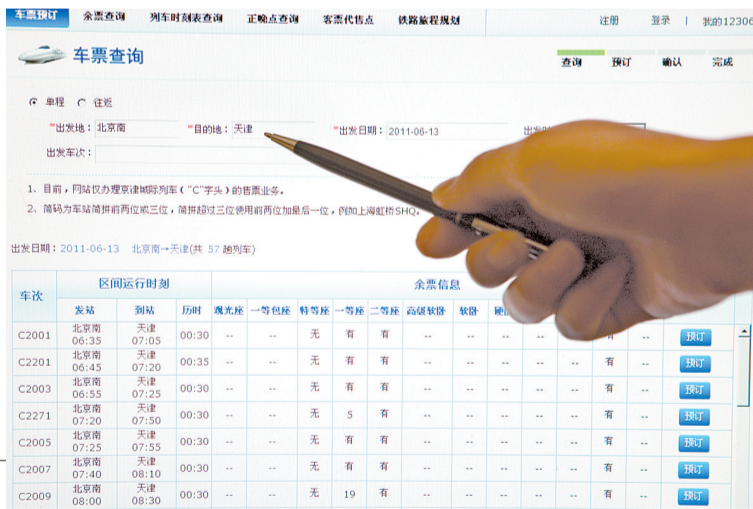 车票预订 余票查询 列车时刻表查询 正晚点查询 客票代售点 铁路旅程规划 注册 登录 | 我的12306
车票查询 查询 预订 确认 完成
单程 往返
*出发地：北京南 *目的地：天津 *出发日期：2011-06-13
出发车次：
1、目前，网站仅办理京津城际列车（“C”字头）的售票业务。
2、简码为车站简拼前两位或三位，简拼超过三位使用前两位加最后一位，例如上海虹桥SHQ。
出发日期：2011-06-13 北京南→天津(共 57 趟列车)
车次 区间运行时刻 余票信息
发站 到站 历时 观光座 一等包座 特等座 一等座 二等座 高级软卧 软卧
C2001 北京南 06:35 天津 07:05 00:30 -- -- 无 有 有 -- -- -- -- -- 有 -- 预订
C2201 北京南 06:45 天津 07:20 00:35 -- -- 无 有 有 -- -- -- -- -- 有 -- 预订
C2003 北京南 06:55 天津 07:25 00:30 -- -- 无 有 有 -- -- -- -- -- 有 -- 预订
C2271 北京南 07:20 天津 07:50 00:30 -- -- 无 5 有 -- -- -- -- -- 有 -- 预订
C2005 北京南 07:25 天津 07:55 00:30 -- -- 无 有 有 -- -- -- -- -- 有 -- 预订
C2007 北京南 07:40 天津 08:10 00:30 -- -- 无 有 有 -- -- -- -- -- 有 -- 预订
C2009 北京南 08:00 天津 08:30 00:30 -- -- 无 19 有 -- -- -- -- -- 有 -- 预订